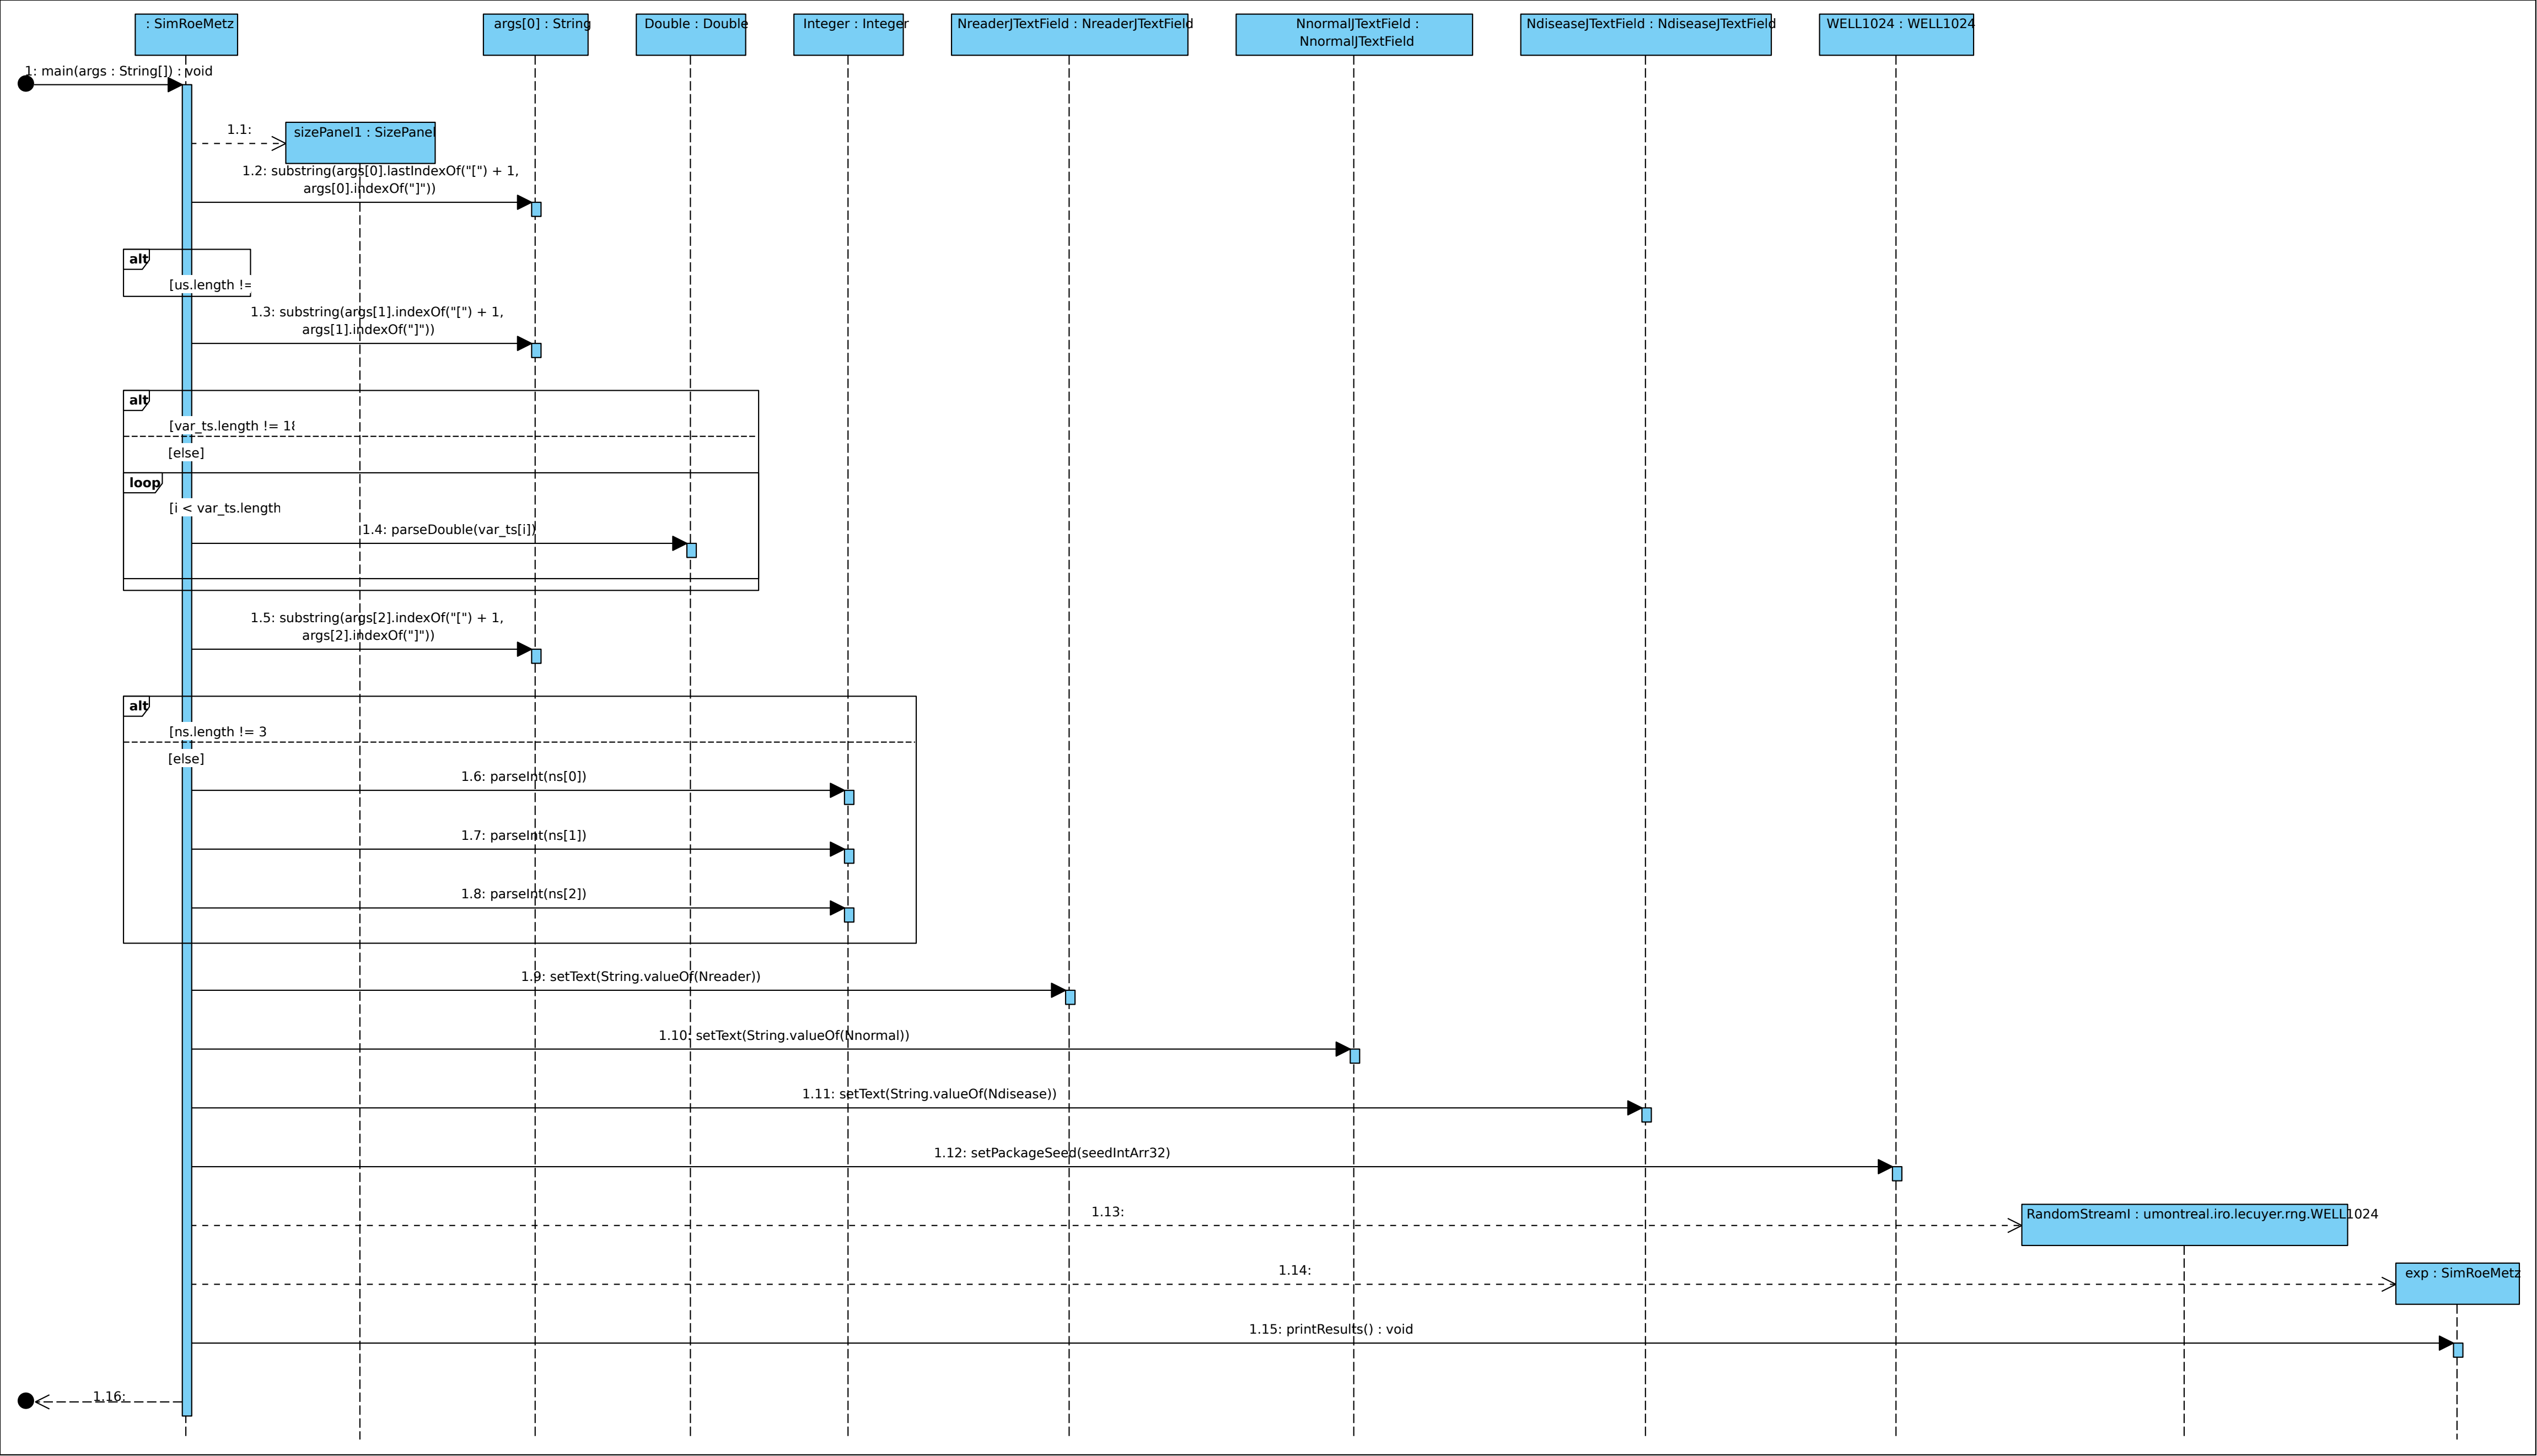 : SimRoeMetz
args[0] : String
Double : Double
Integer : Integer
NreaderJTextField : NreaderJTextField
NnormalJTextField :
NnormalJTextField
NdiseaseJTextField : NdiseaseJTextField
WELL1024 : WELL1024
1: main(args : String[]) : void
1.1:
sizePanel1 : SizePanel
1.2: substring(args[0].lastIndexOf("[") + 1,
args[0].indexOf("]"))
alt
[us.length !=
1.3: substring(args[1].indexOf("[") + 1,
args[1].indexOf("]"))
alt
[var_ts.length != 18
[else]
loop
[i < var_ts.length
1.4: parseDouble(var_ts[i])
1.5: substring(args[2].indexOf("[") + 1,
args[2].indexOf("]"))
alt
[ns.length != 3
[else]
1.6: parseInt(ns[0])
1.7: parseInt(ns[1])
1.8: parseInt(ns[2])
1.9: setText(String.valueOf(Nreader))
1.10: setText(String.valueOf(Nnormal))
1.11: setText(String.valueOf(Ndisease))
1.12: setPackageSeed(seedIntArr32)
1.13:
RandomStreamI : umontreal.iro.lecuyer.rng.WELL1024
1.14:
exp : SimRoeMetz
1.15: printResults() : void
1.16: